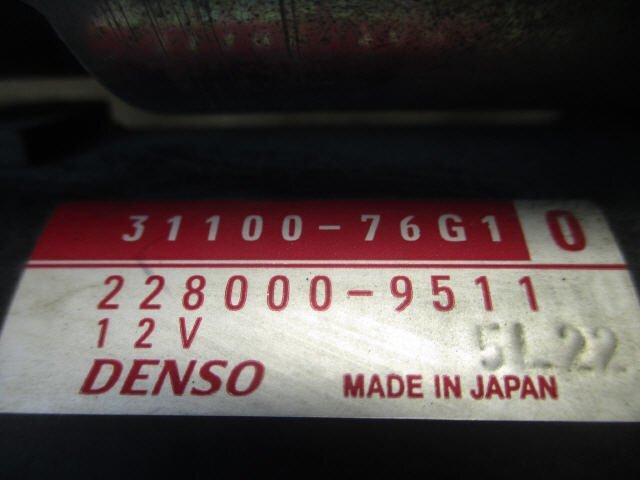 31100-76G1 0
228000-9511
12V 5L22
DENSO MADE IN JAPAN